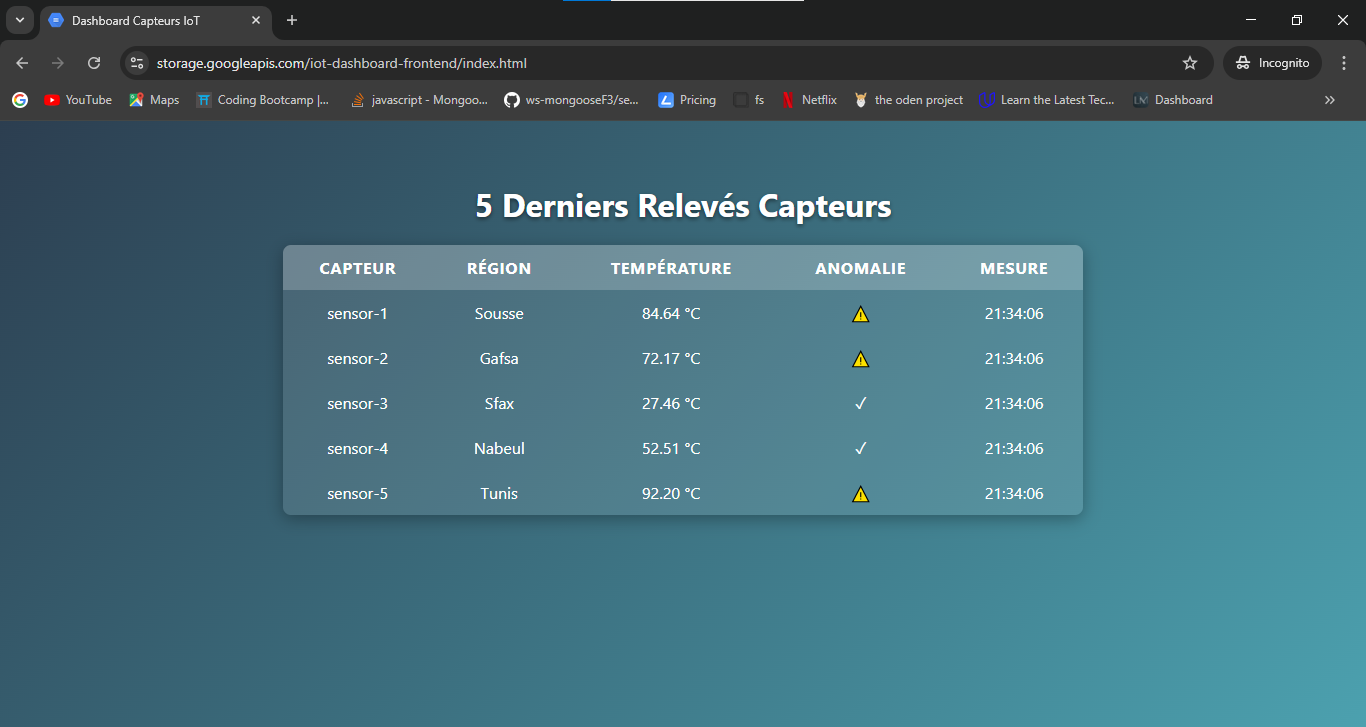 Dashboard Capteurs IoT
storage.googleapis.com/iot-dashboard-frontend/index.html
Incognito
YouTube Maps Coding Bootcamp |... javascript - Mongoo... ws-mongooseF3/se... Pricing fs Netflix the oden project Learn the Latest Tec... Dashboard
5 Derniers Relevés Capteurs
CAPTEUR RÉGION TEMPÉRATURE ANOMALIE MESURE
sensor-1 Sousse 84.64 °C ⚠ 21:34:06
sensor-2 Gafsa 72.17 °C ⚠ 21:34:06
sensor-3 Sfax 27.46 °C ✓ 21:34:06
sensor-4 Nabeul 52.51 °C ✓ 21:34:06
sensor-5 Tunis 92.20 °C ⚠ 21:34:06